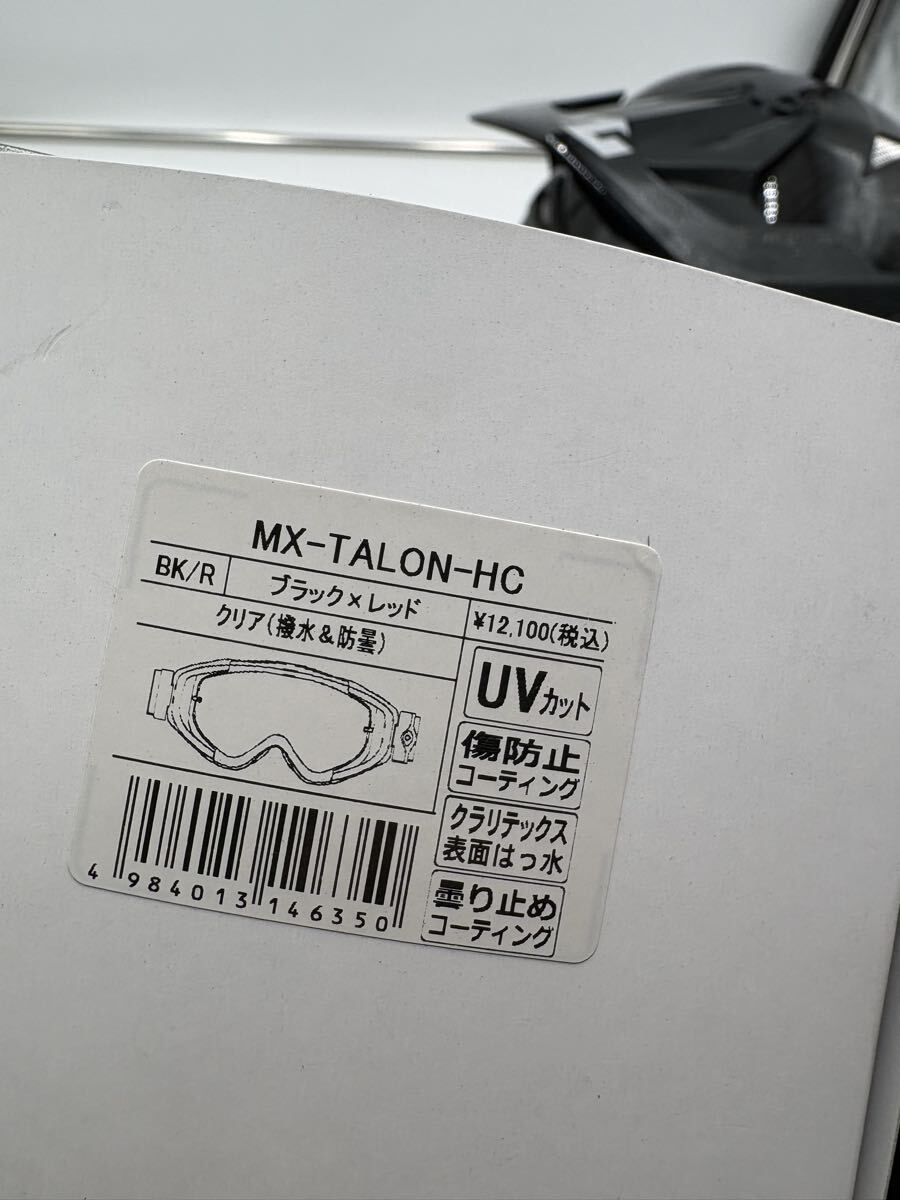 MX-TALON-HC
BK/R
ブラック×レッド
¥12,100(税込)
クリア(撥水&防曇)
UVカット
傷防止
コーティング
クラリテックス
表面はっ水
曇り止め
コーティング
4 984013 146350